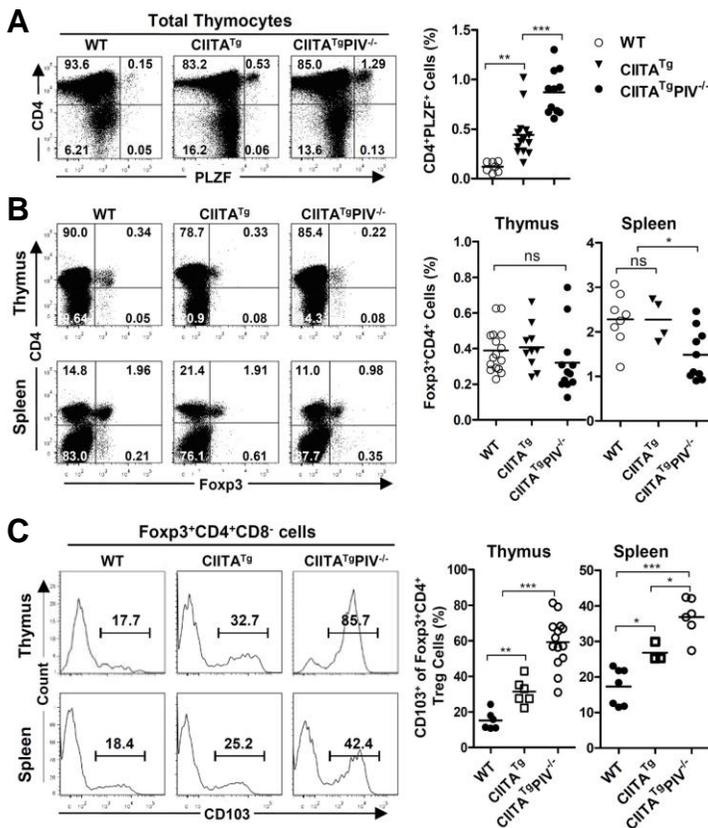 A
Total Thymocytes
WT CIITATg CIITATgPIV-/-
93.6 0.15 83.2 0.53 85.0 1.29
6.21 0.05 16.2 0.06 13.6 0.13
CD4
PLZF
CD4+PLZF+ Cells (%)
1.5
1.0
0.5
0.0
** ***
WT
CIITATg
CIITATgPIV-/-
B
WT CIITATg CIITATgPIV-/-
Thymus
90.0 0.34 78.7 0.33 85.4 0.22
9.64 0.05 0.08 0.08
CD4
Spleen
14.8 1.96 21.4 1.91 11.0 0.98
83.0 0.21 76.1 0.61 0.35
Foxp3
Thymus Spleen
Foxp3+CD4+ Cells (%)
1.0
0.8
0.6
0.4
0.2
0.0
ns
WT CIITATg CIITATgPIV-/-
4
3
2
1
0
ns *
WT CIITATg CIITATgPIV-/-
C
Foxp3+CD4+CD8- cells
WT CIITATg CIITATgPIV-/-
Thymus
17.7 32.7 85.7
Count
Spleen
18.4 25.2 42.4
CD103
Thymus Spleen
CD103+ of Foxp3+CD4+
Treg Cells (%)
100
80
60
40
20
0
** ***
WT CIITATg CIITATgPIV-/-
50
40
30
20
10
0
***
*
*
WT CIITATg CIITATgPIV-/-